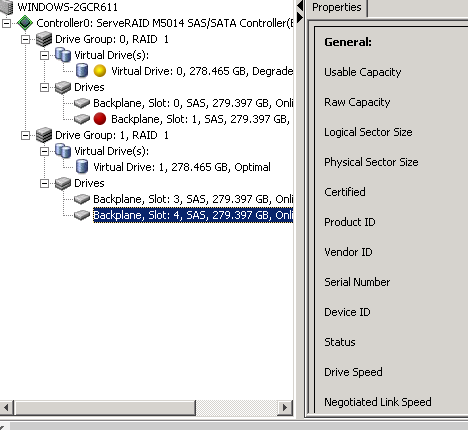 WINDOWS-2GCR611
Controller0: ServeRAID M5014 SAS/SATA Controller(
Drive Group: 0, RAID 1
Virtual Drive(s):
Virtual Drive: 0, 278.465 GB, Degrade
Drives
Backplane, Slot: 0, SAS, 279.397 GB, Onli
Backplane, Slot: 1, SAS, 279.397 GB,
Drive Group: 1, RAID 1
Virtual Drive(s):
Virtual Drive: 1, 278.465 GB, Optimal
Drives
Backplane, Slot: 3, SAS, 279.397 GB, Onli
Backplane, Slot: 4, SAS, 279.397 GB, Onli
Properties
General:
Usable Capacity
Raw Capacity
Logical Sector Size
Physical Sector Size
Certified
Product ID
Vendor ID
Serial Number
Device ID
Status
Drive Speed
Negotiated Link Speed